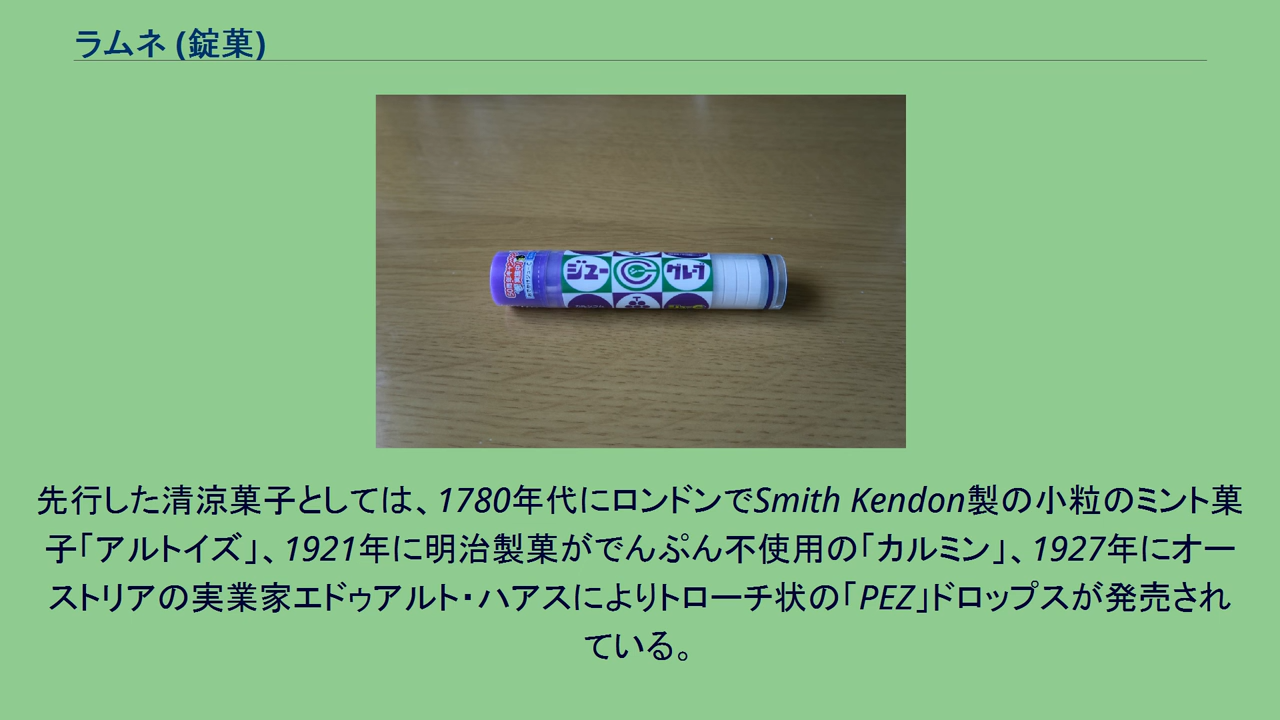 ラムネ (錠菓)
ジュー
C
グレープ
先行した清涼菓子としては、1780年代にロンドンでSmith Kendon製の小粒のミント菓
子「アルトイズ」、1921年に明治製菓がでんぷん不使用の「カルミン」、1927年にオー
ストリアの実業家エドゥアルト・ハアスによりトローチ状の「PEZ」ドロップスが発売され
ている。